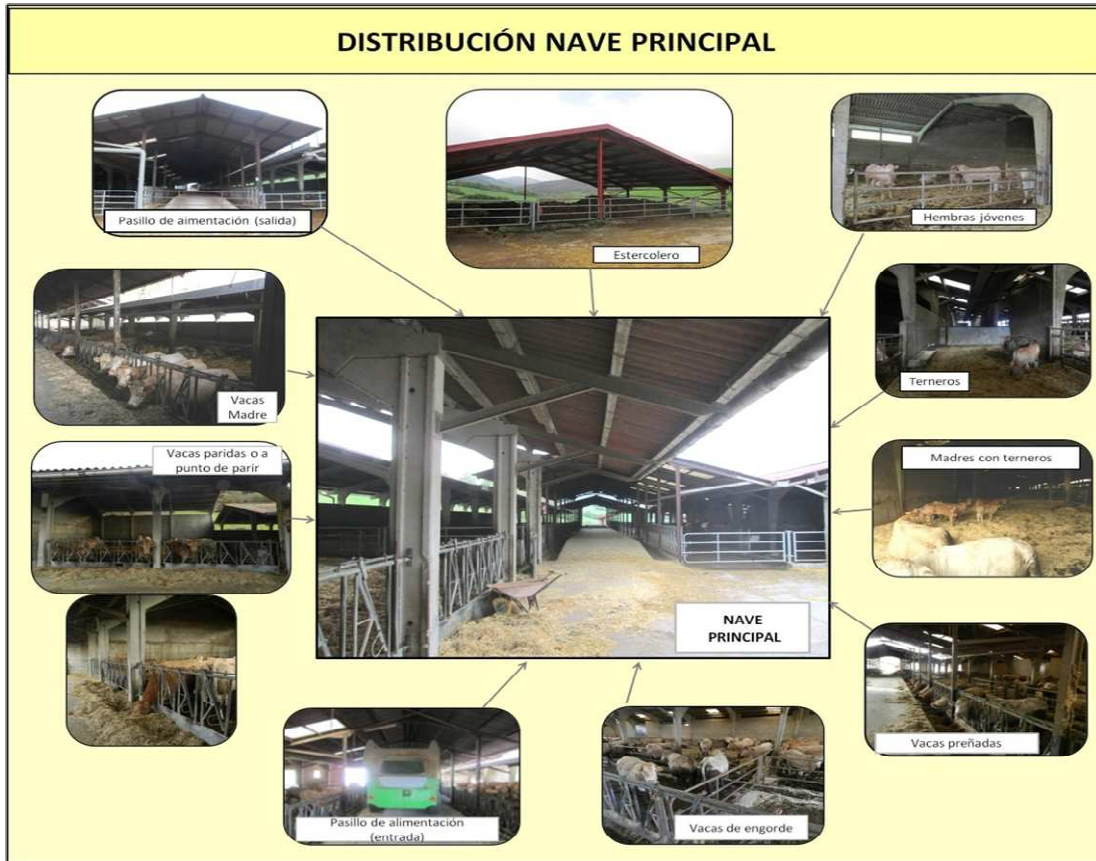 DISTRIBUCIÓN NAVE PRINCIPAL
Pasillo de aimentación (salida)
Estercolero
Hembras jóvenes
Vacas
Madre
Terneros
Vacas paridas o a
punto de parir
Madres con terneros
NAVE
PRINCIPAL
Vacas preñadas
Pasillo de alimentación
(entrada)
Vacas de engorde